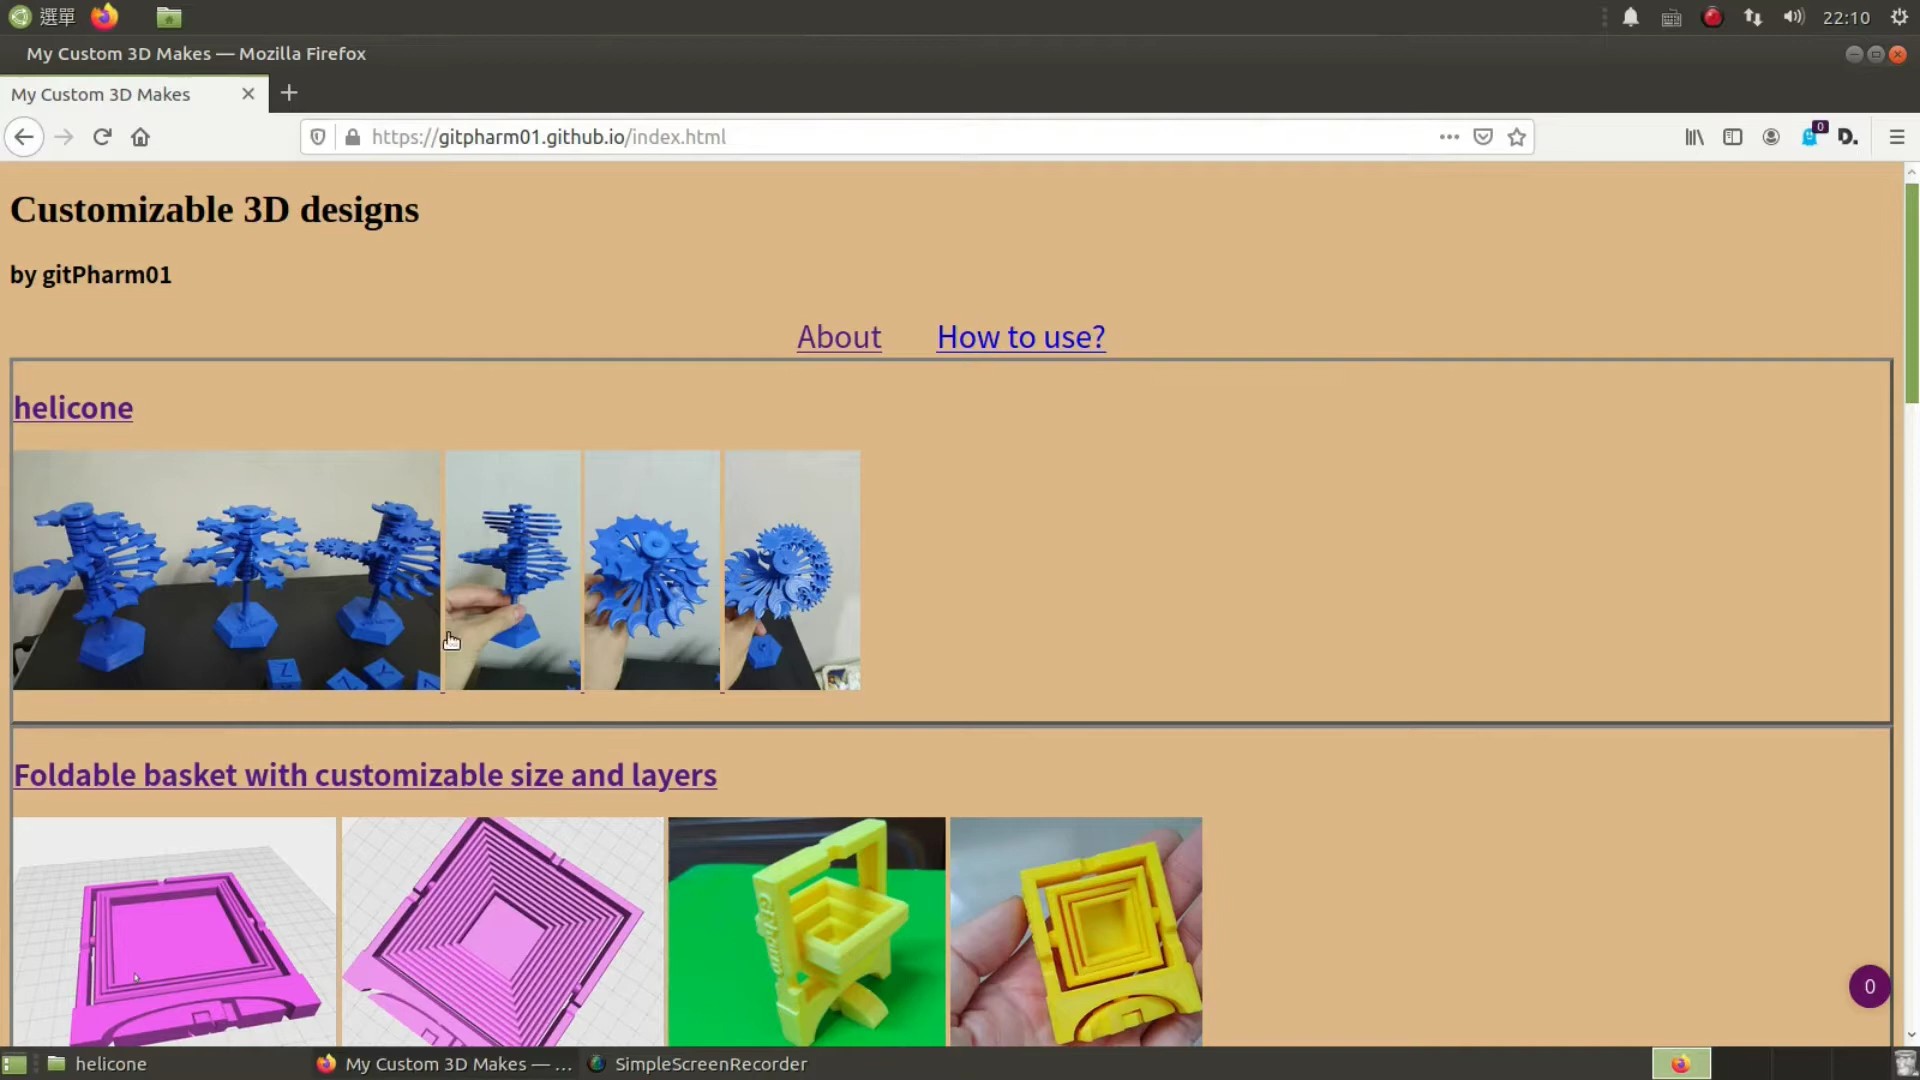 選單
22:10
My Custom 3D Makes — Mozilla Firefox
My Custom 3D Makes
https://gitpharm01.github.io/index.html
0
D.
Customizable 3D designs
by gitPharm01
About How to use?
helicone
Z
Y
Z
Foldable basket with customizable size and layers
0
helicone
My Custom 3D Makes — ...
SimpleScreenRecorder